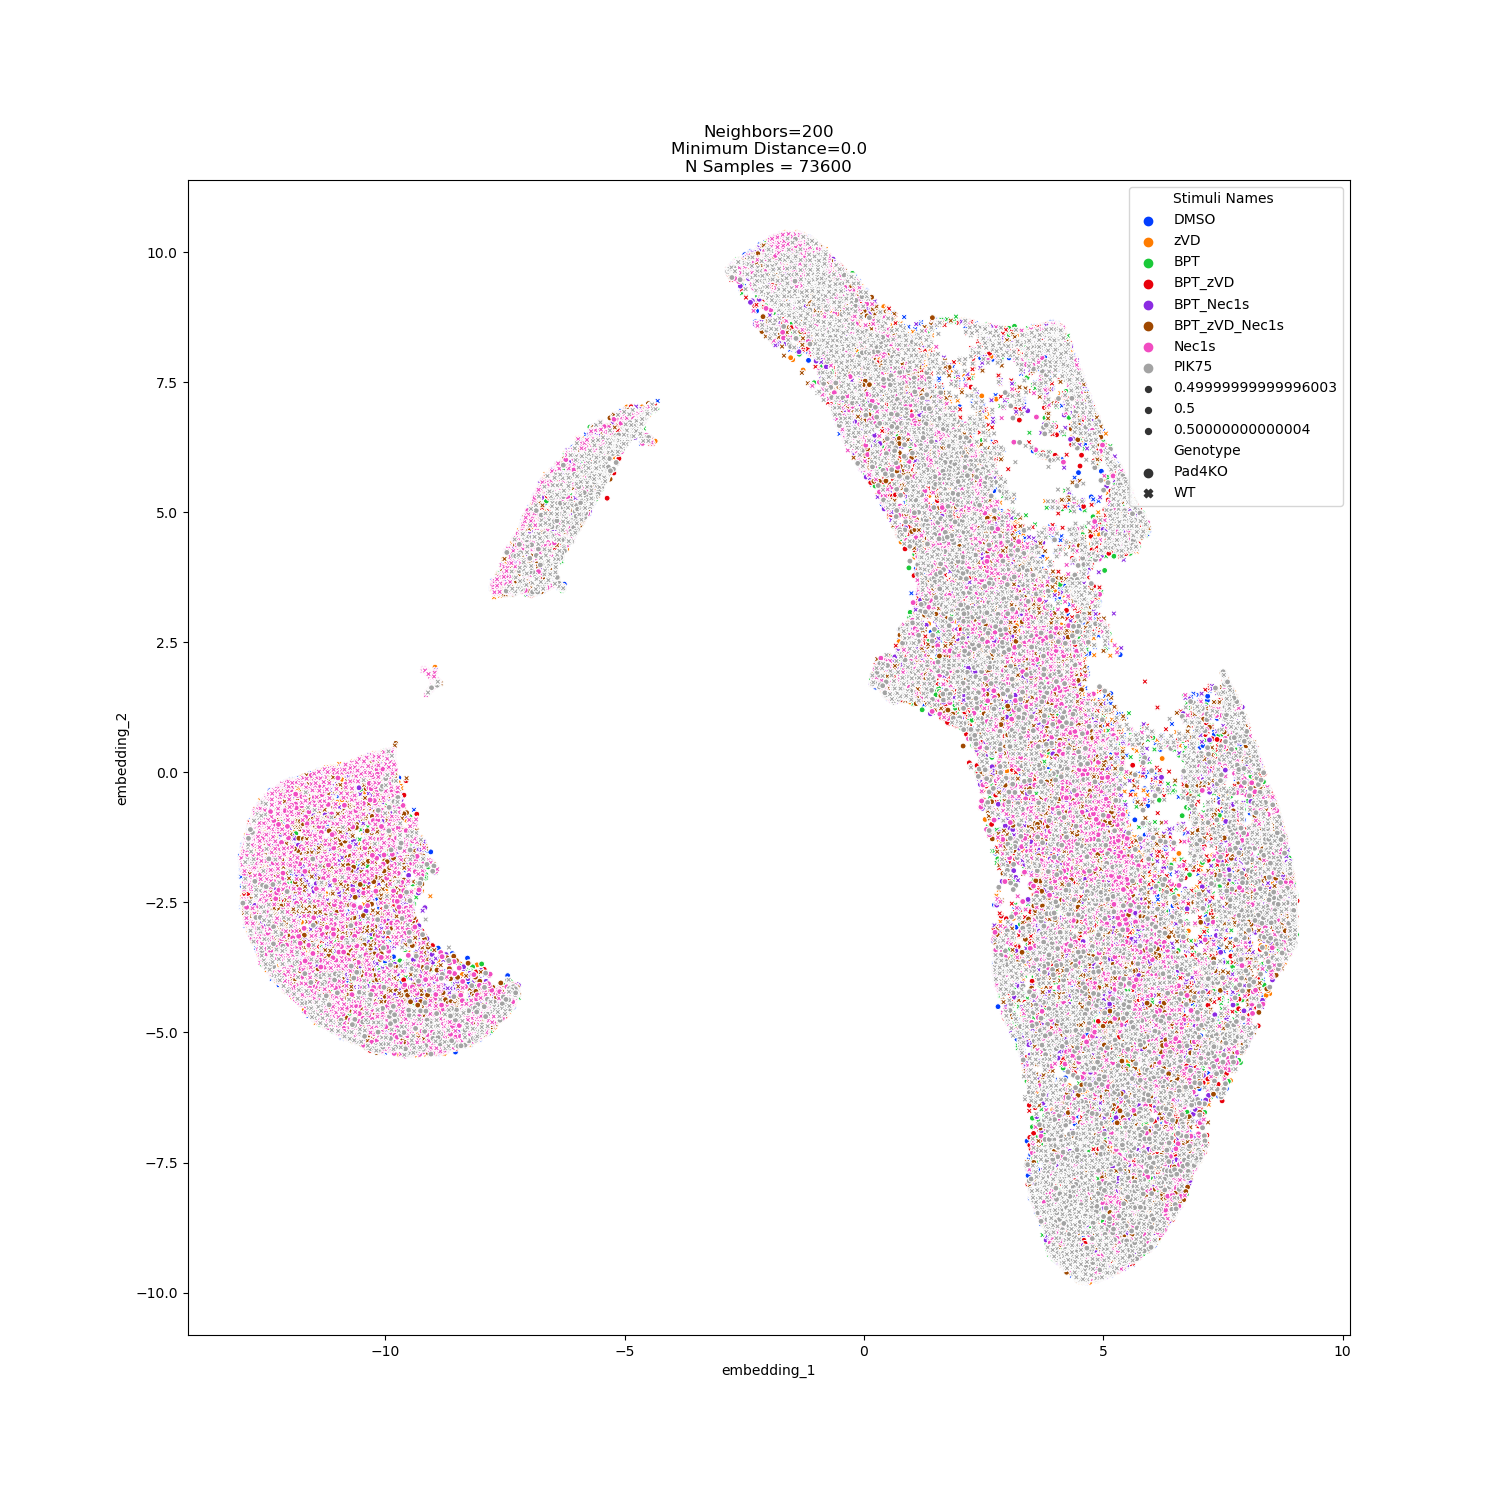 Neighbors=200
Minimum Distance=0.0
N Samples = 73600
Stimuli Names
DMSO
zVD
BPT
BPT_zVD
BPT_Nec1s
BPT_zVD_Nec1s
Nec1s
PIK75
0.49999999999996003
0.5
0.50000000000004
Genotype
Pad4KO
WT
10.0
7.5
5.0
2.5
0.0
−2.5
−5.0
−7.5
−10.0
embedding_2
−10 −5 0 5 10
embedding_1